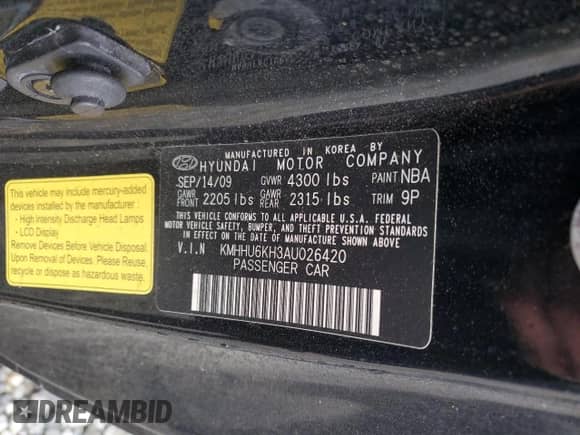 MANUFACTURED IN KOREA BY
HYUNDAI MOTOR COMPANY
SEP/14/09 GVWR 4300 lbs PAINT NBA
GAWR FRONT 2205 lbs GAWR REAR 2315 lbs TRIM 9P
THIS VEHICLE CONFORMS TO ALL APPLICABLE U.S.A. FEDERAL
MOTOR VEHICLE SAFETY, BUMPER, AND THEFT PREVENTION STANDARDS
IN EFFECT ON THE DATE OF MANUFACTURE SHOWN ABOVE.
V.I.N KMHHU6KH3AU026420
PASSENGER CAR
This vehicle may include mercury-added
devices installed by the manufacturer:
- High Intensity Discharge Head Lamps
- LCD Display
Remove Devices Before Vehicle Disposal.
Upon Removal of Devices Please Reuse,
Recycle or Dispose as hazardous waste.
DREAMBID